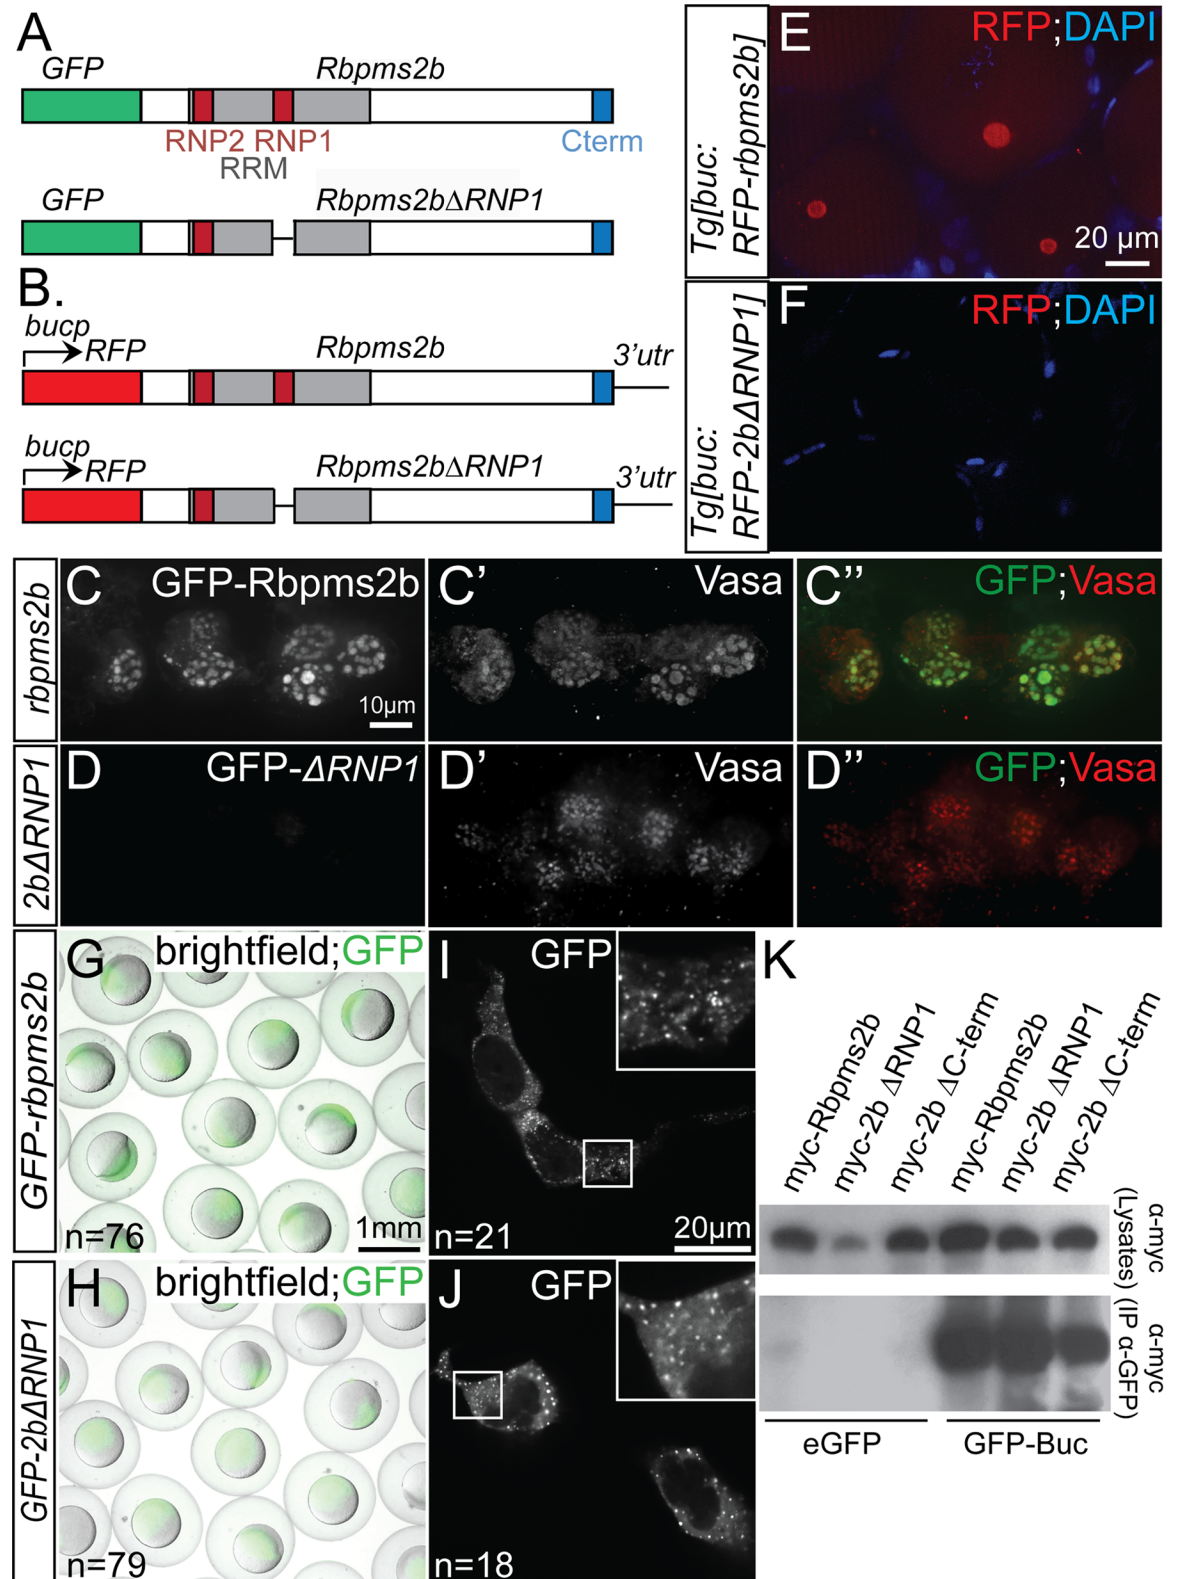 A
GFP
Rbpms2b
RNP2 RNP1
Cterm
RRM
GFP
Rbpms2bΔRNP1
B.
bucp
RFP
Rbpms2b
3’utr
bucp
RFP
Rbpms2bΔRNP1
3’utr
Tg[buc:
RFP-rbpms2b]
E
RFP;DAPI
20 μm
Tg[buc:
RFP-2bΔRNP1]
F
RFP;DAPI
rbpms2b
C
GFP-Rbpms2b
10μm
C’
Vasa
C’’
GFP;Vasa
2bΔRNP1
D
GFP-ΔRNP1
D’
Vasa
D’’
GFP;Vasa
GFP-rbpms2b
G
brightfield;GFP
n=76
1mm
I
GFP
n=21
20μm
GFP-2bΔRNP1
H
brightfield;GFP
n=79
J
GFP
n=18
K
myc-Rbpms2b
myc-2b ΔRNP1
myc-2b ΔC-term
myc-Rbpms2b
myc-2b ΔRNP1
myc-2b ΔC-term
α-myc
(Lysates)
α-myc
(IP α-GFP)
eGFP
GFP-Buc